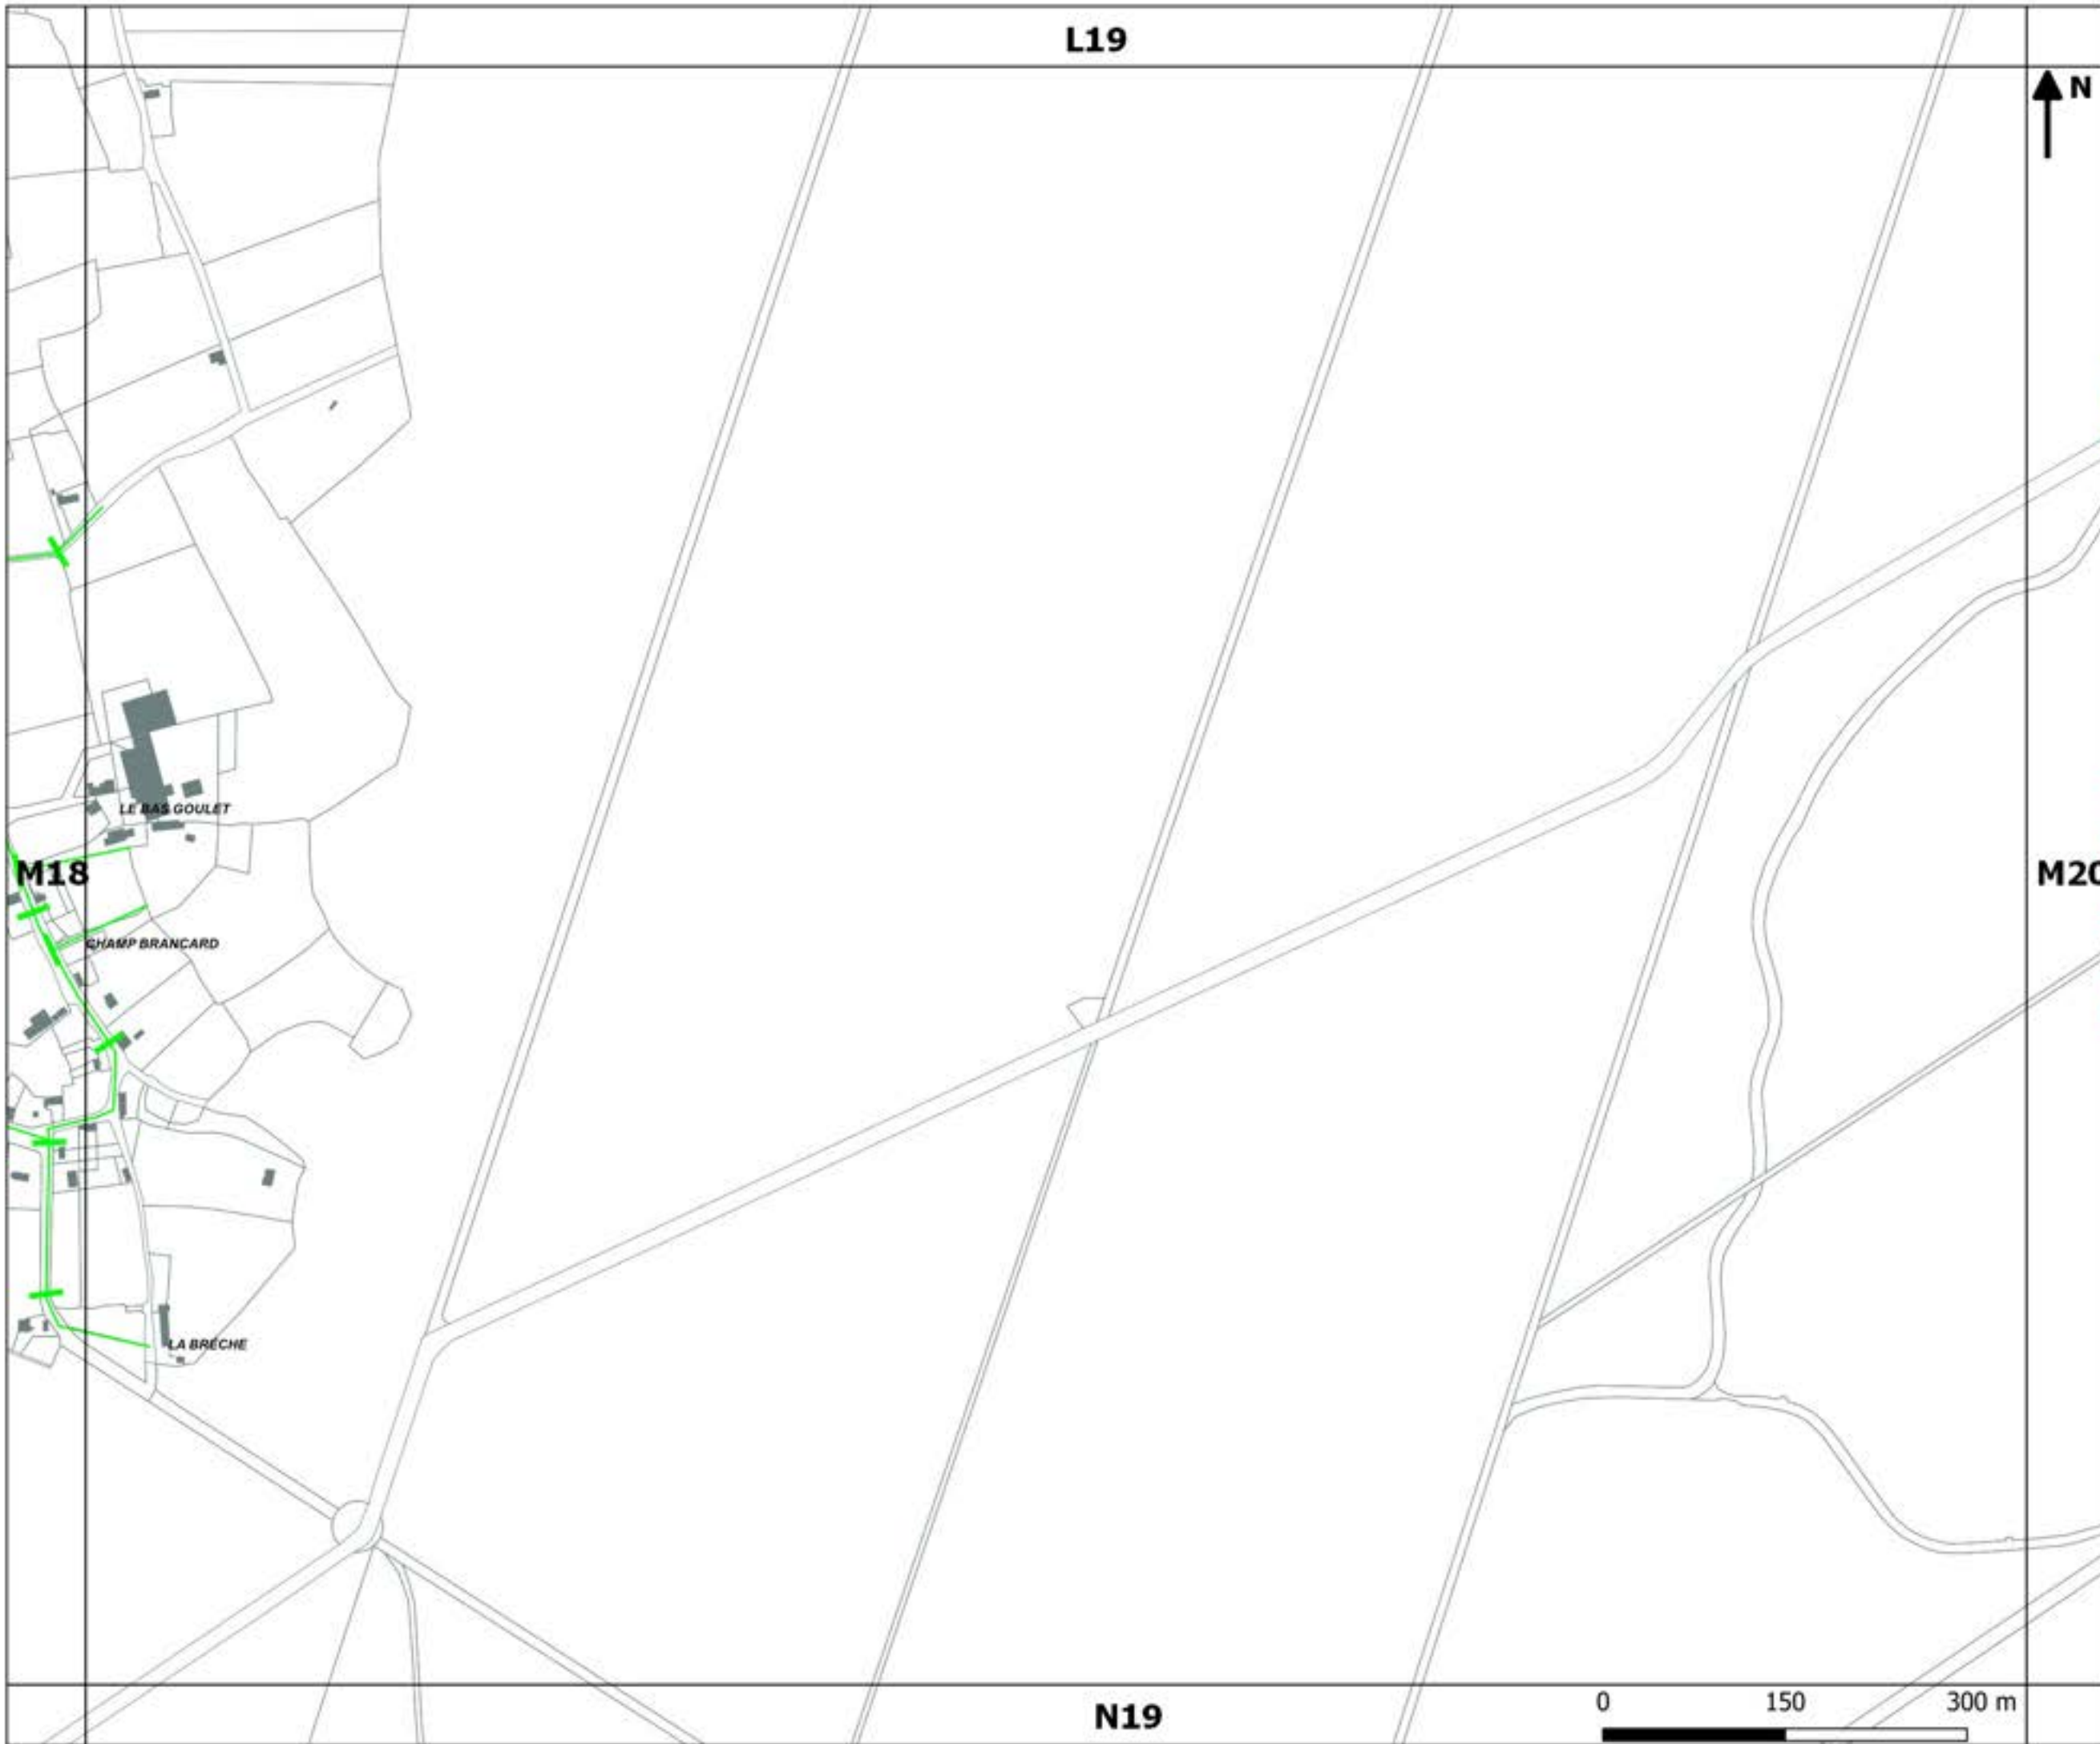 L19
N
LE BAS GOULET
M18
M20
CHAMP BRANCARD
LA BRECHE
0 150 300 m
N19